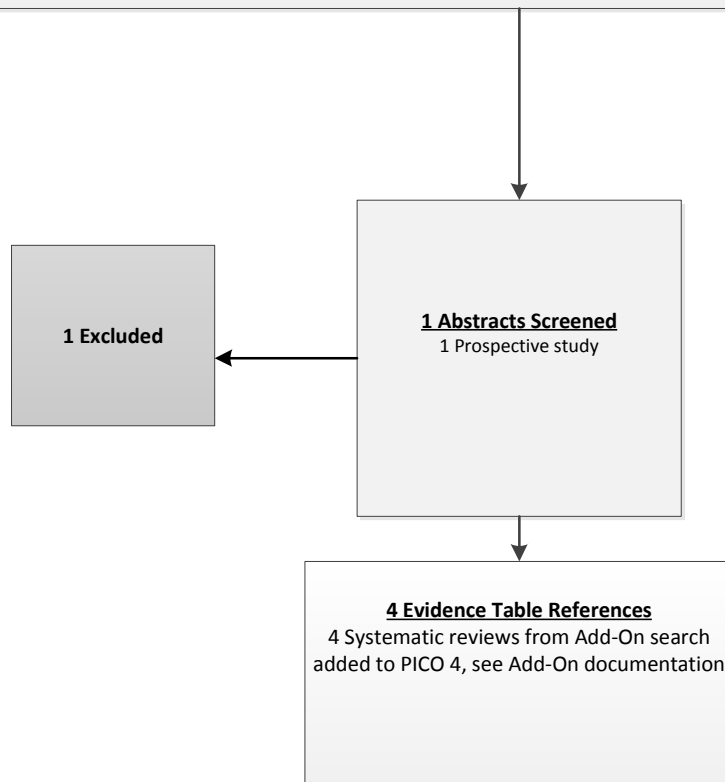 1 Excluded
1 Abstracts Screened
1 Prospective study
4 Evidence Table References
4 Systematic reviews from Add-On search
added to PICO 4, see Add-On documentation